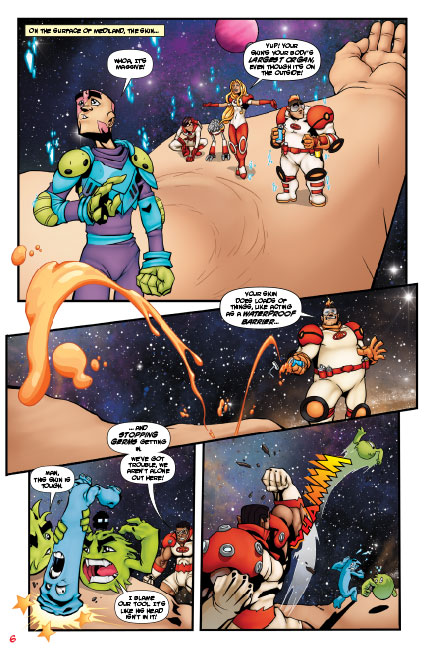 ON THE SURFACE OF MEDLAND, THE SKIN...
WHOA, IT'S
MASSIVE!
YUP! YOUR
SKIN'S YOUR BODY'S
LARGEST ORGAN,
EVEN THOUGH IT'S ON
THE OUTSIDE!
YOUR SKIN
DOES LOADS OF
THINGS, LIKE ACTING
AS A WATERPROOF
BARRIER...
... AND
STOPPING
GERMS GETTING
IN.
WE'VE GOT
TROUBLE, WE
AREN'T ALONE
OUT HERE!
MAN,
THIS SKIN IS
TOUGH.
I BLAME
OUR TOOL. IT'S
LIKE HIS HEAD
ISN'T IN IT!
WHAMMM
6